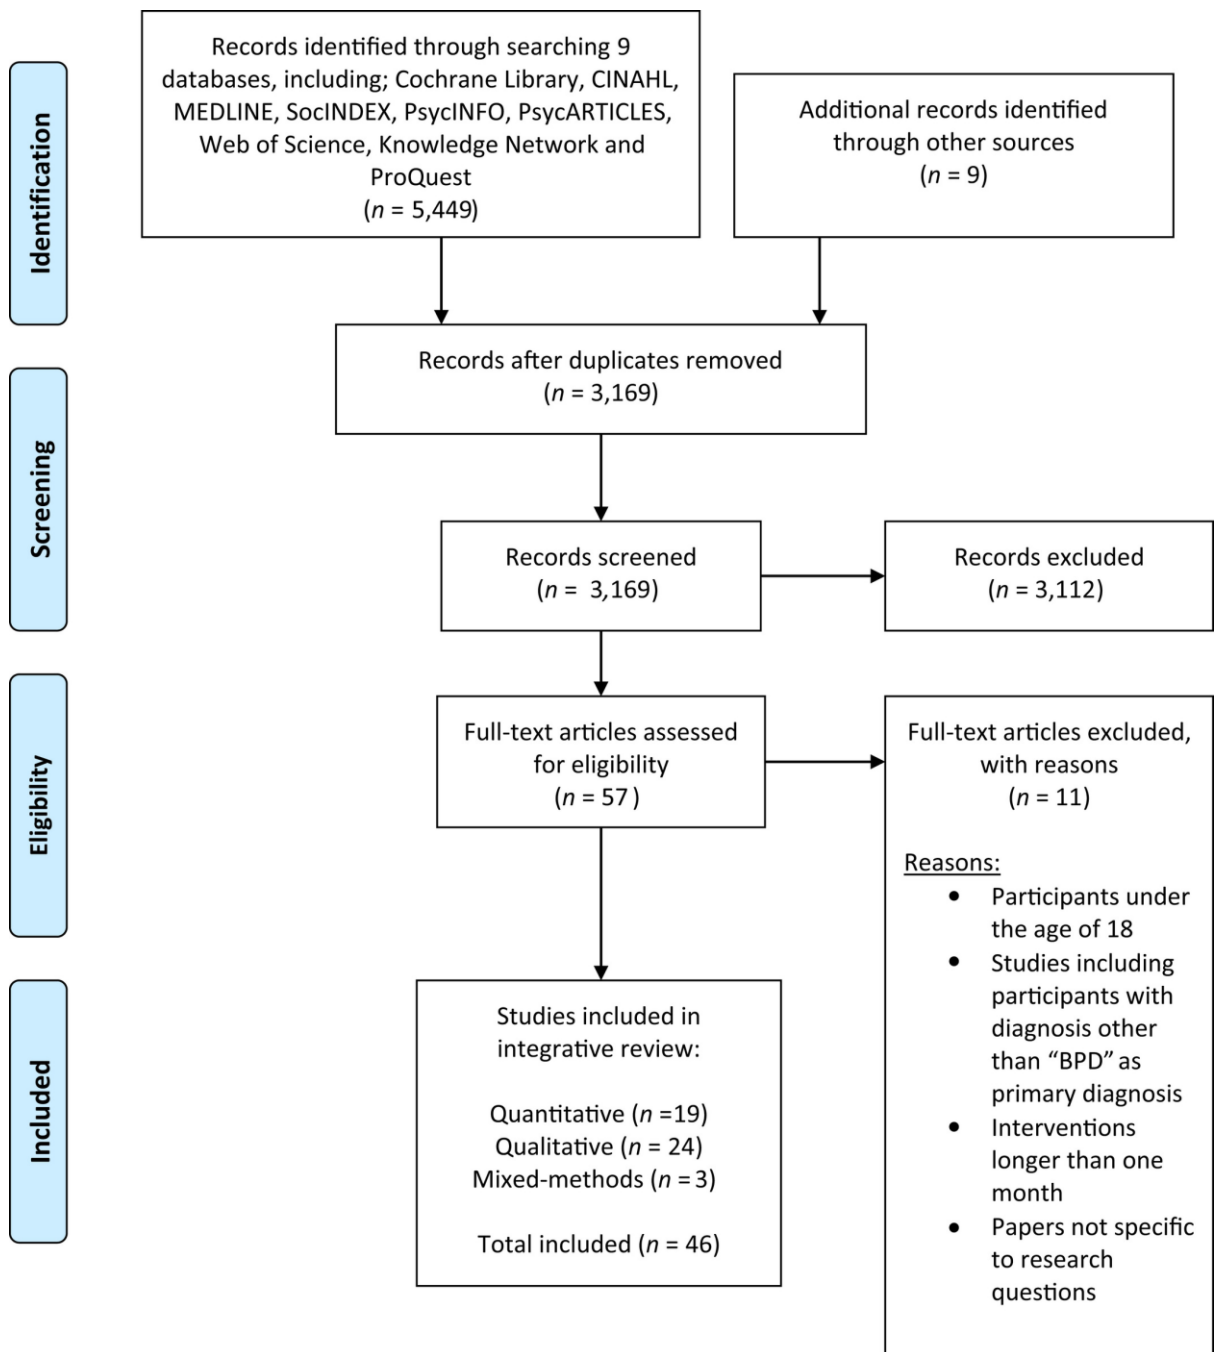 Identification
Records identified through searching 9
databases, including; Cochrane Library, CINAHL,
MEDLINE, SocINDEX, PsycINFO, PsycARTICLES,
Web of Science, Knowledge Network and
ProQuest
(n = 5,449)
Additional records identified
through other sources
(n = 9)
Records after duplicates removed
(n = 3,169)
Screening
Records screened
(n = 3,169)
Records excluded
(n = 3,112)
Eligibility
Full-text articles assessed
for eligibility
(n = 57 )
Full-text articles excluded,
with reasons
(n = 11)
Reasons:
• Participants under
the age of 18
• Studies including
participants with
diagnosis other
than “BPD” as
primary diagnosis
• Interventions
longer than one
month
• Papers not specific
to research
questions
Included
Studies included in
integrative review:
Quantitative (n =19)
Qualitative (n = 24)
Mixed-methods (n = 3)
Total included (n = 46)